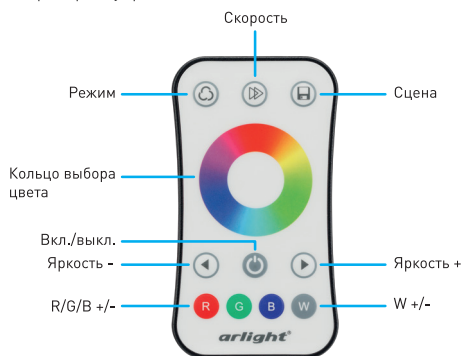 Скорость
Режим
Сцена
Кольцо выбора
цвета
Вкл./выкл.
Яркость -
Яркость +
R/G/B +/-
R G B W
W +/-
arlight®